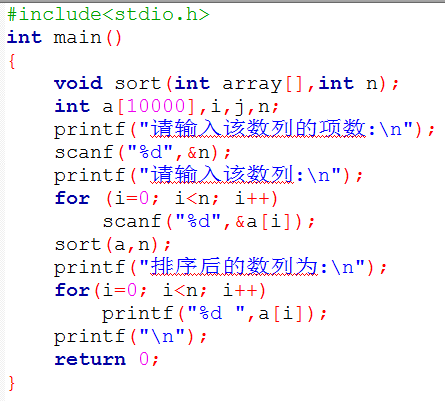 #include<stdio.h>
int main()
{
    void sort(int array[],int n);
    int a[10000],i,j,n;
    printf("请输入该数列的项数:\n");
    scanf("%d",&n);
    printf("请输入该数列:\n");
    for (i=0; i<n; i++)
        scanf("%d",&a[i]);
    sort(a,n);
    printf("排序后的数列为:\n");
    for(i=0; i<n; i++)
        printf("%d ",a[i]);
    printf("\n");
    return 0;
}